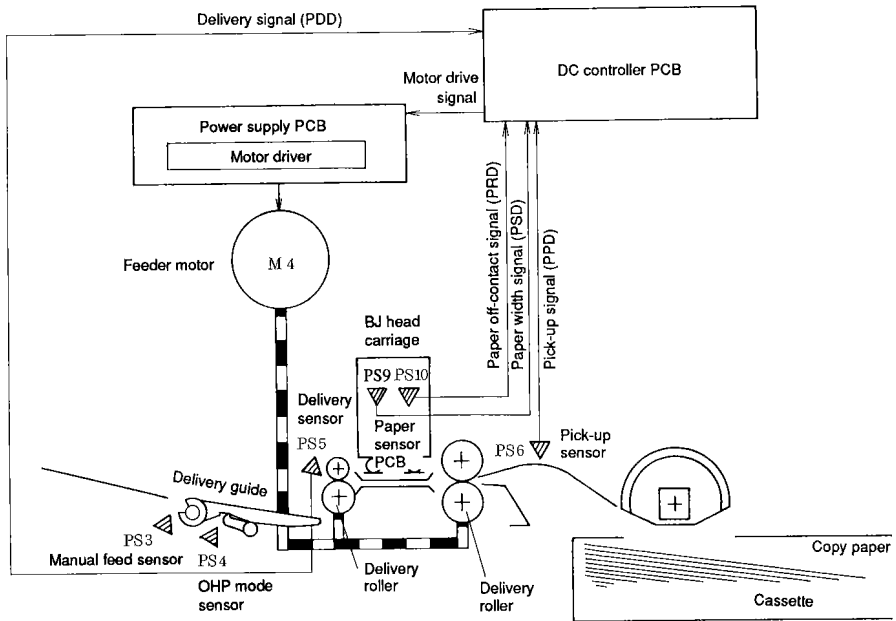 Delivery signal (PDD)
DC controller PCB
Motor drive
signal
Power supply PCB
Motor driver
Feeder motor
M 4
Paper off-contact signal (PRD)
Paper width signal (PSD)
Pick-up signal (PPD)
BJ head
carriage
PS9 PS10
Delivery
sensor
PS5
Paper
sensor
PCB
PS6
Pick-up
sensor
Delivery guide
PS3
Manual feed sensor
PS4
OHP mode
sensor
Delivery
roller
Delivery
roller
Copy paper
Cassette